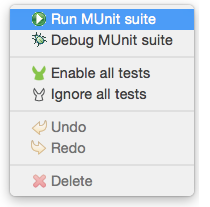 Run MUnit suite
Debug MUnit suite
Enable all tests
Ignore all tests
Undo
Redo
Delete